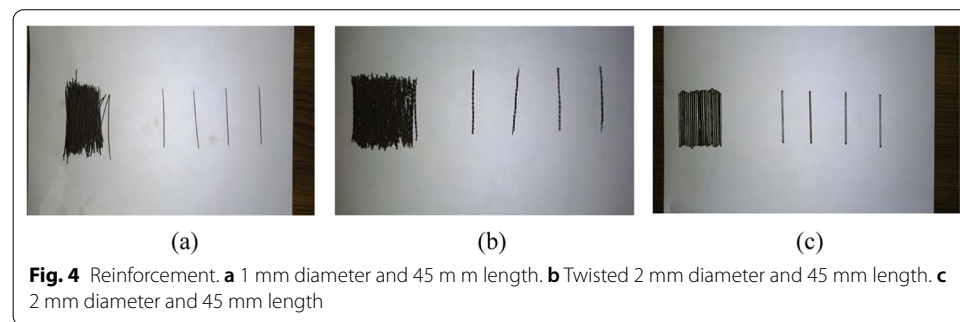 (a)
(b)
(c)
Fig. 4 Reinforcement. a 1 mm diameter and 45 m m length. b Twisted 2 mm diameter and 45 mm length. c
2 mm diameter and 45 mm length